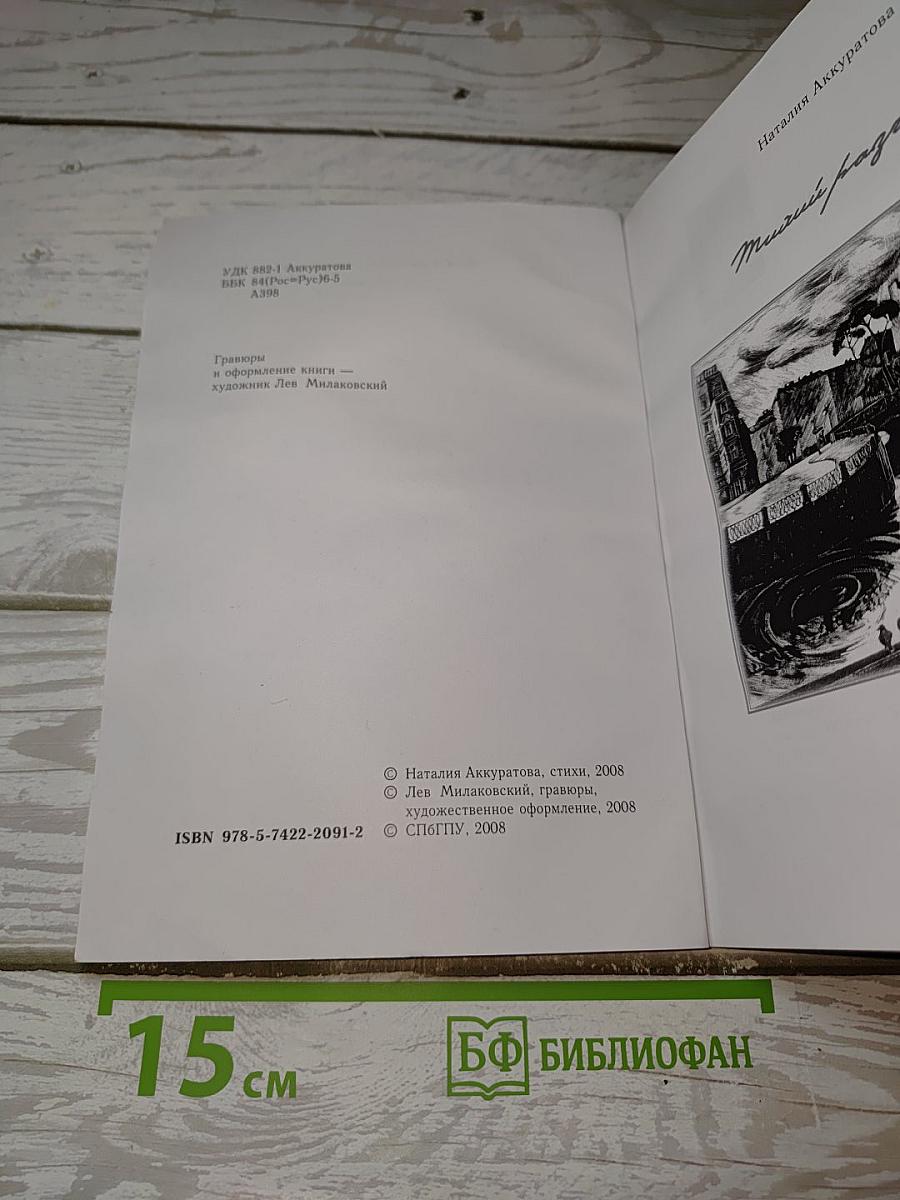 УДК 882-1 Аккуратова
ББК 84(Рос=Рус)6-5
А398
Гравюры
и оформление книги —
художник Лев Милаковский
© Наталия Аккуратова, стихи, 2008
© Лев Милаковский, гравюры,
художественное оформление, 2008
ISBN 978-5-7422-2091-2
© СПбГПУ, 2008
Наталия Аккуратова
Тихий
15 см
БФ БИБЛИОФАН